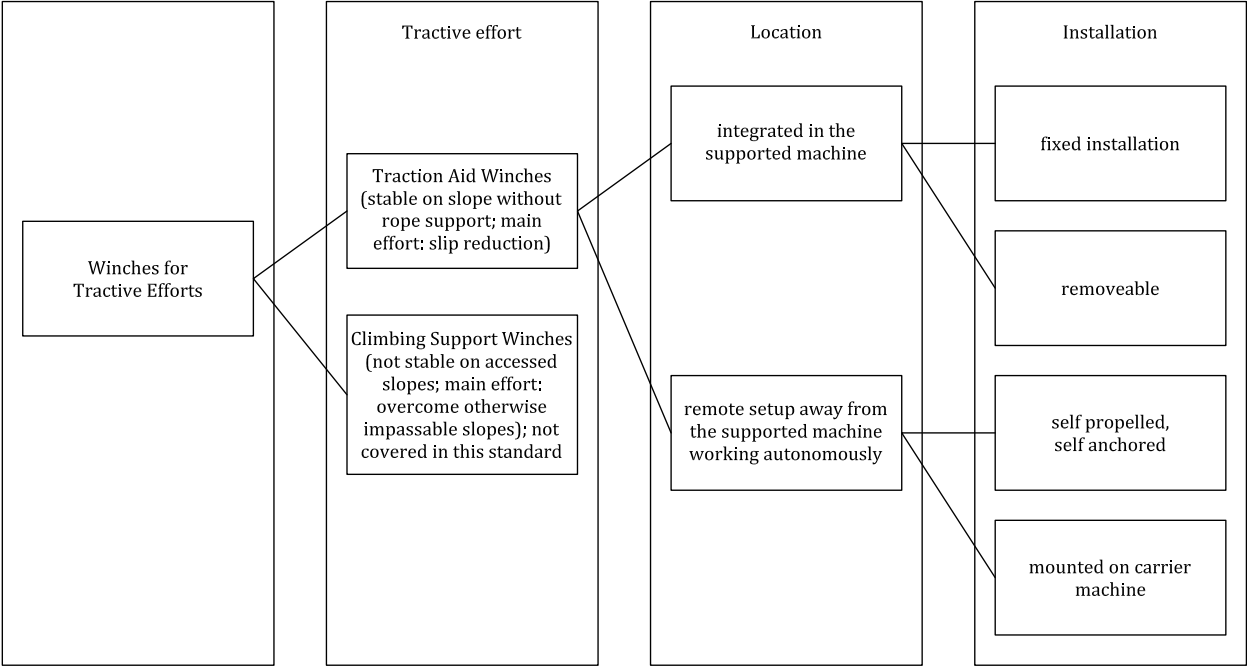 Winches for
Tractive Efforts
Tractive effort
Traction Aid Winches
(stable on slope without
rope support; main
effort: slip reduction)
Climbing Support Winches
(not stable on accessed
slopes; main effort:
overcome otherwise
impassable slopes); not
covered in this standard
Location
integrated in the
supported machine
remote setup away from
the supported machine
working autonomously
Installation
fixed installation
removeable
self propelled,
self anchored
mounted on carrier
machine